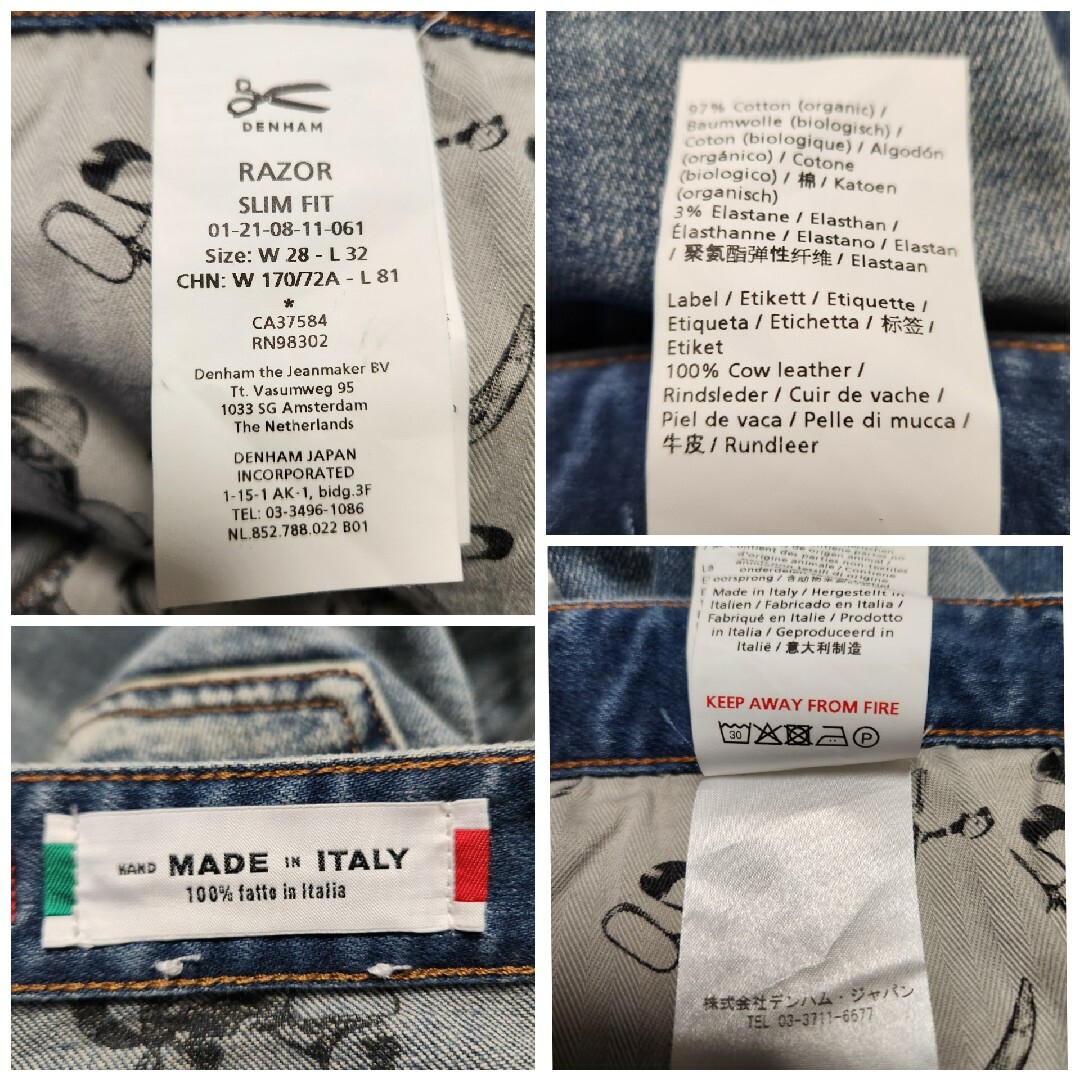 DENHAM
RAZOR
SLIM FIT
01-21-08-11-061
Size: W 28 - L 32
CHN: W 170/72A - L 81
*
CA37584
RN98302
Denham the Jeanmaker BV
Tt. Vasumweg 95
1033 SG Amsterdam
The Netherlands
DENHAM JAPAN
INCORPORATED
1-15-1 AK-1, bidg.3F
TEL: 03-3496-1086
NL.852.788.022 B01
97% Cotton (organic) /
Baumwolle (biologisch) /
Coton (biologique) / Algodón
(orgánico) / Cotone
(biologico) / 棉 / Katoen
(organisch)
3% Elastane / Elasthan /
Élasthanne / Elastano / Elastan
/ 聚氨酯弹性纤维 / Elastaan
Label / Etikett / Etiquette /
Etiqueta / Etichetta / 标签 /
Etiket
100% Cow leather /
Rindsleder / Cuir de vache /
Piel de vaca / Pelle di mucca /
牛皮 / Rundleer
HAND MADE IN ITALY
100% fatto in Italia
d'origine animale / Contiene
oorsprong /
Made in Italy / Hergestellt in
Italien / Fabricado en Italia /
Fabriqué en Italie / Prodotto
in Italia / Geproduceerd in
Italië / 意大利制造
KEEP AWAY FROM FIRE
30 P
株式会社デンハム・ジャパン
TEL 03-3711-6677